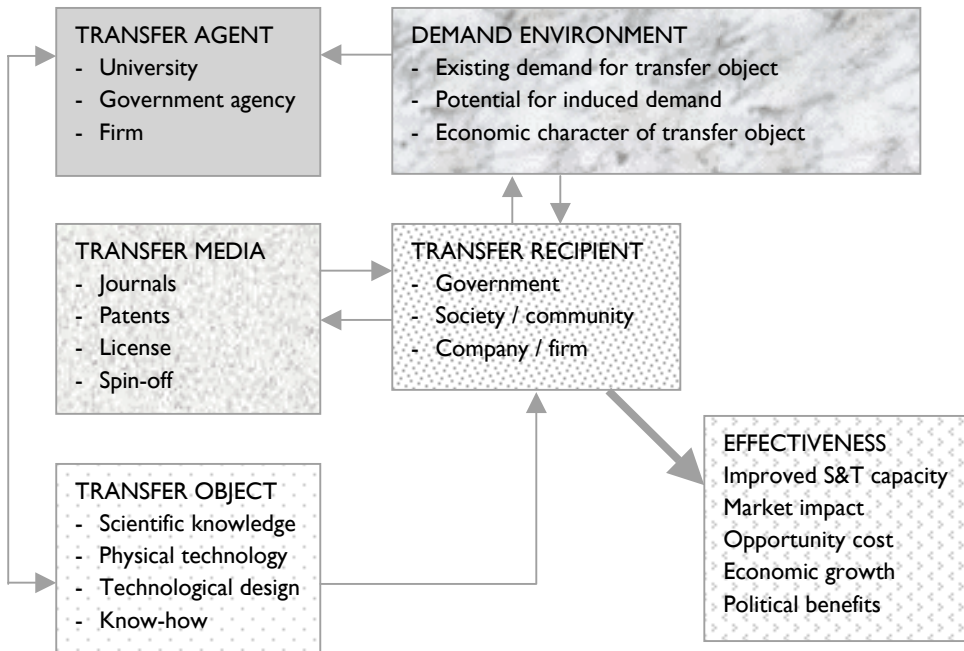 TRANSFER AGENT
- University
- Government agency
- Firm
DEMAND ENVIRONMENT
- Existing demand for transfer object
- Potential for induced demand
- Economic character of transfer object
TRANSFER MEDIA
- Journals
- Patents
- License
- Spin-off
TRANSFER RECIPIENT
- Government
- Society / community
- Company / firm
TRANSFER OBJECT
- Scientific knowledge
- Physical technology
- Technological design
- Know-how
EFFECTIVENESS
Improved S&T capacity
Market impact
Opportunity cost
Economic growth
Political benefits